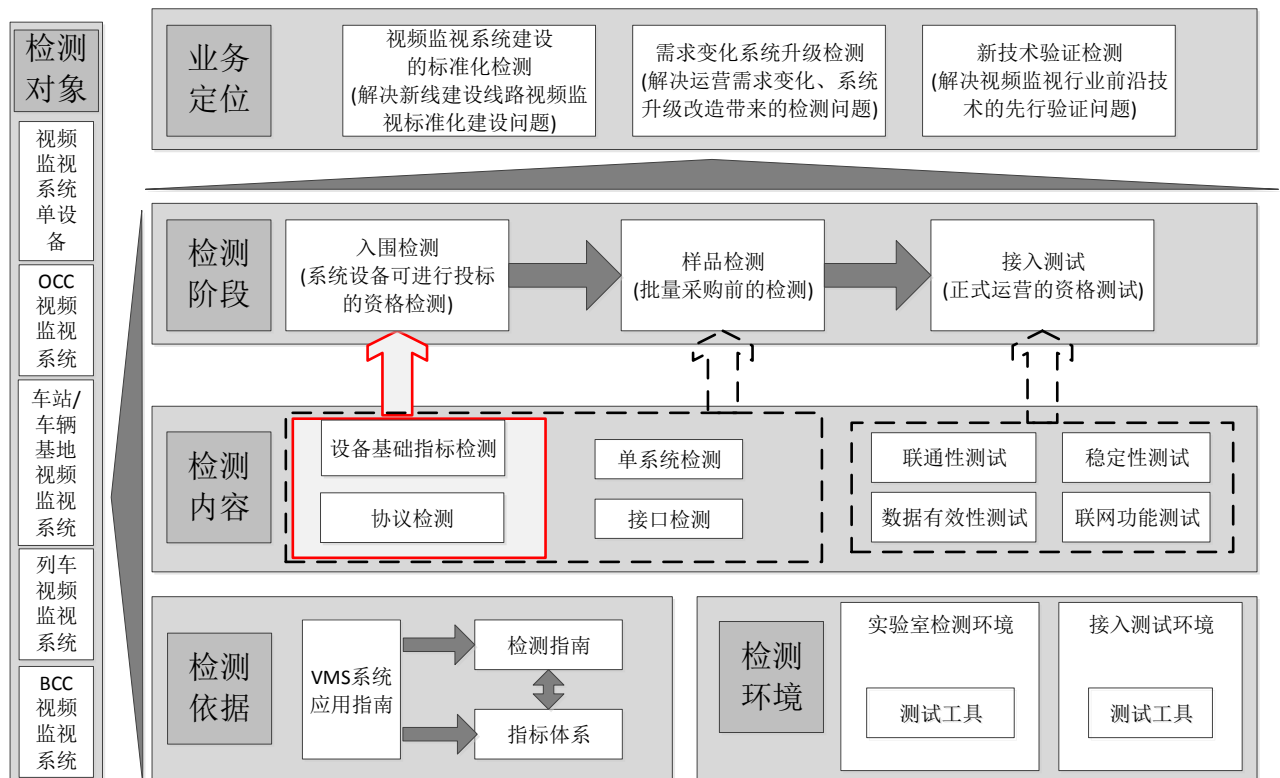 检测
对象
视频
监视
系统
单设
备
OCC
视频
监视
系统
车站/
车辆
基地
视频
监视
系统
列车
视频
监视
系统
BCC
视频
监视
系统
业务
定位
视频监视系统建设
的标准化检测
(解决新线建设线路视频监
视标准化建设问题)
需求变化系统升级检测
(解决运营需求变化、系统
升级改造带来的检测问题)
新技术验证检测
(解决视频监视行业前沿技
术的先行验证问题)
检测
阶段
入围检测
(系统设备可进行投标
的资格检测)
样品检测
(批量采购前的检测)
接入测试
(正式运营的资格测试)
检测
内容
设备基础指标检测
协议检测
单系统检测
接口检测
联通性测试
稳定性测试
数据有效性测试
联网功能测试
检测
依据
VMS系统
应用指南
检测指南
指标体系
检测
环境
实验室检测环境
测试工具
接入测试环境
测试工具